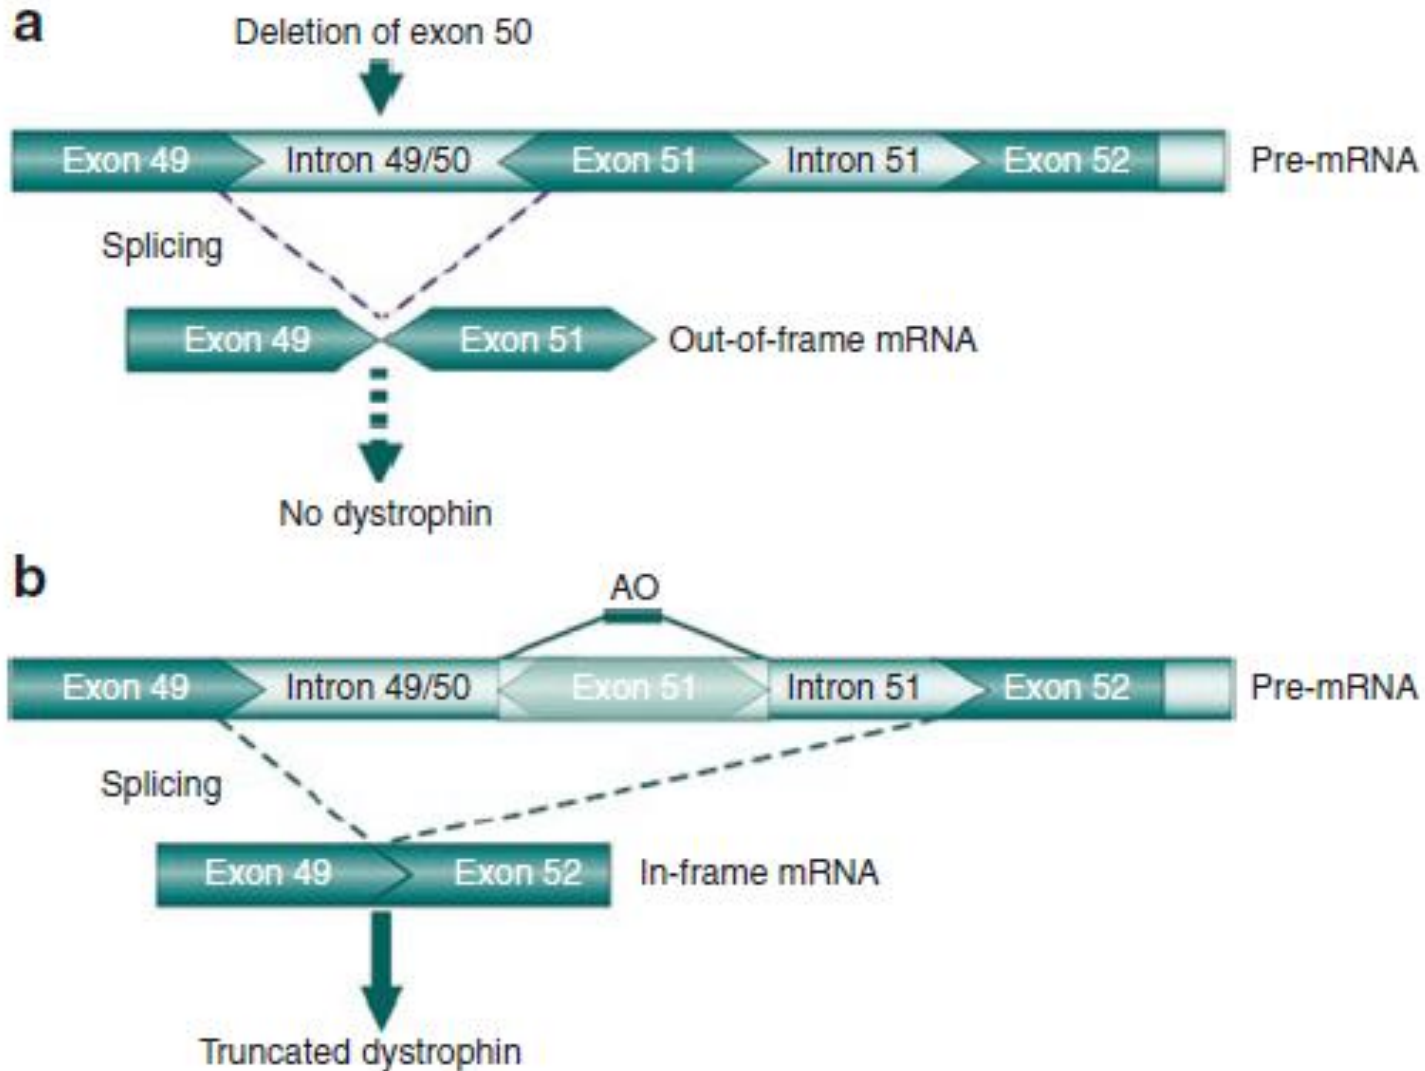 a
Deletion of exon 50
Exon 49 Intron 49/50 Exon 51 Intron 51 Exon 52 Pre-mRNA
Splicing
Exon 49 Exon 51 Out-of-frame mRNA
No dystrophin
b
AO
Exon 49 Intron 49/50 Exon 51 Intron 51 Exon 52 Pre-mRNA
Splicing
Exon 49 Exon 52 In-frame mRNA
Truncated dystrophin